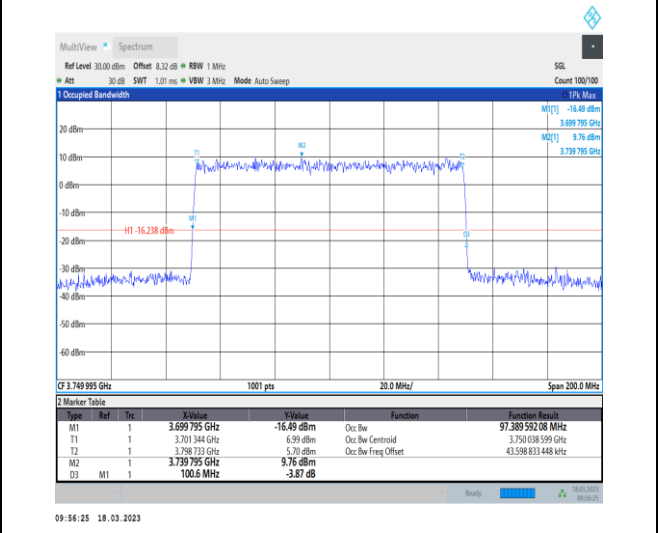 MultiView Spectrum
Ref Level 30.00 dBm Offset 8.32 dB RBW 1 MHz SGL
Att 30 dB SWT 1.01 ms VBW 3 MHz Mode Auto Sweep Count 100/100
1 Occupied Bandwidth 1Pk Max
M1[1] -16.49 dBm
3.699 795 GHz
M2[1] 9.76 dBm
3.739 795 GHz
20 dBm
M2
T1
T2
10 dBm
0 dBm
-10 dBm
M1
H1 -16.238 dBm
D3
-20 dBm
-30 dBm
-40 dBm
-50 dBm
-60 dBm
CF 3.749 995 GHz 1001 pts 20.0 MHz/ Span 200.0 MHz
2 Marker Table
Type Ref Trc X-Value Y-Value Function Function Result
M1 1 3.699 795 GHz -16.49 dBm Occ Bw 97.389 592 08 MHz
T1 1 3.701 344 GHz 6.99 dBm Occ Bw Centroid 3.750 038 599 GHz
T2 1 3.798 733 GHz 5.70 dBm Occ Bw Freq Offset 43.598 833 448 kHz
M2 1 3.739 795 GHz 9.76 dBm
D3 M1 1 100.6 MHz -3.87 dB
Ready 18.03.2023
09:56:25
09:56:25 18.03.2023